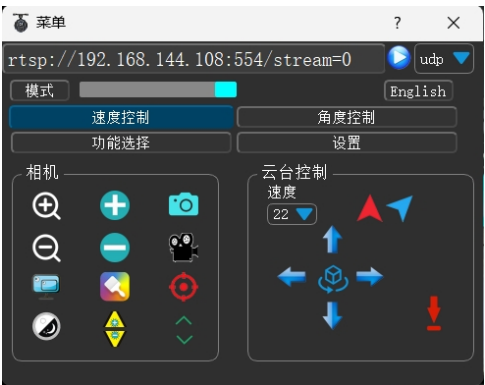 菜单
rtsp://192.168.144.108:554/stream=0 udp
模式 English
速度控制 角度控制
功能选择 设置
相机 云台控制
速度
22